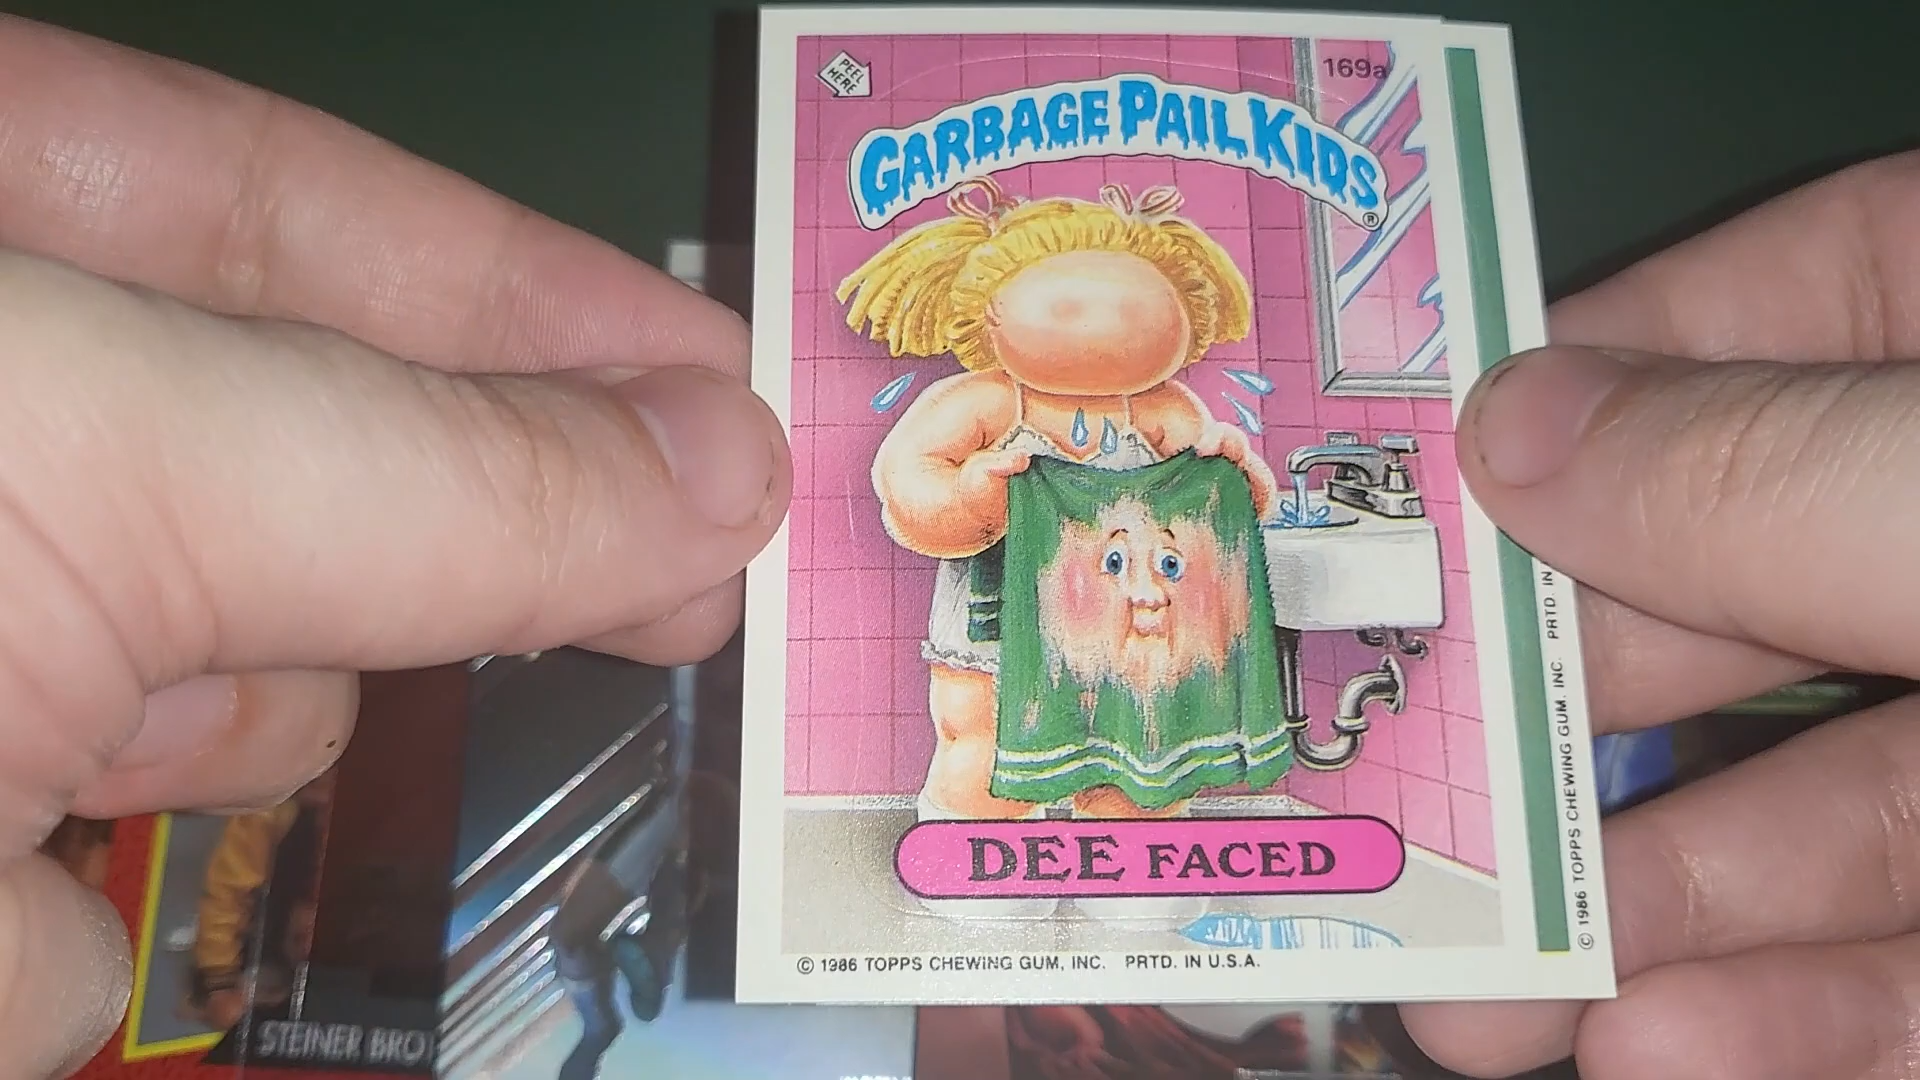 PEEL
HERE
169a
GARBAGE PAIL KIDS
®
DEE FACED
© 1986 TOPPS CHEWING GUM, INC. PRTD. IN U.S.A.
© 1986 TOPPS CHEWING GUM, INC. PRTD. IN
STEINER BRO